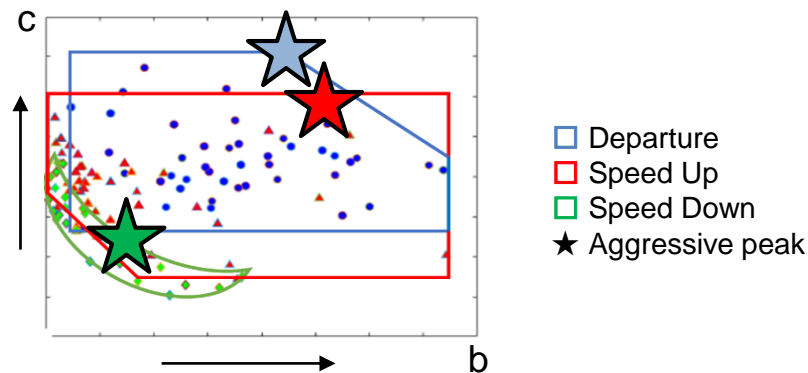 c
b
Departure
Speed Up
Speed Down
Aggressive peak